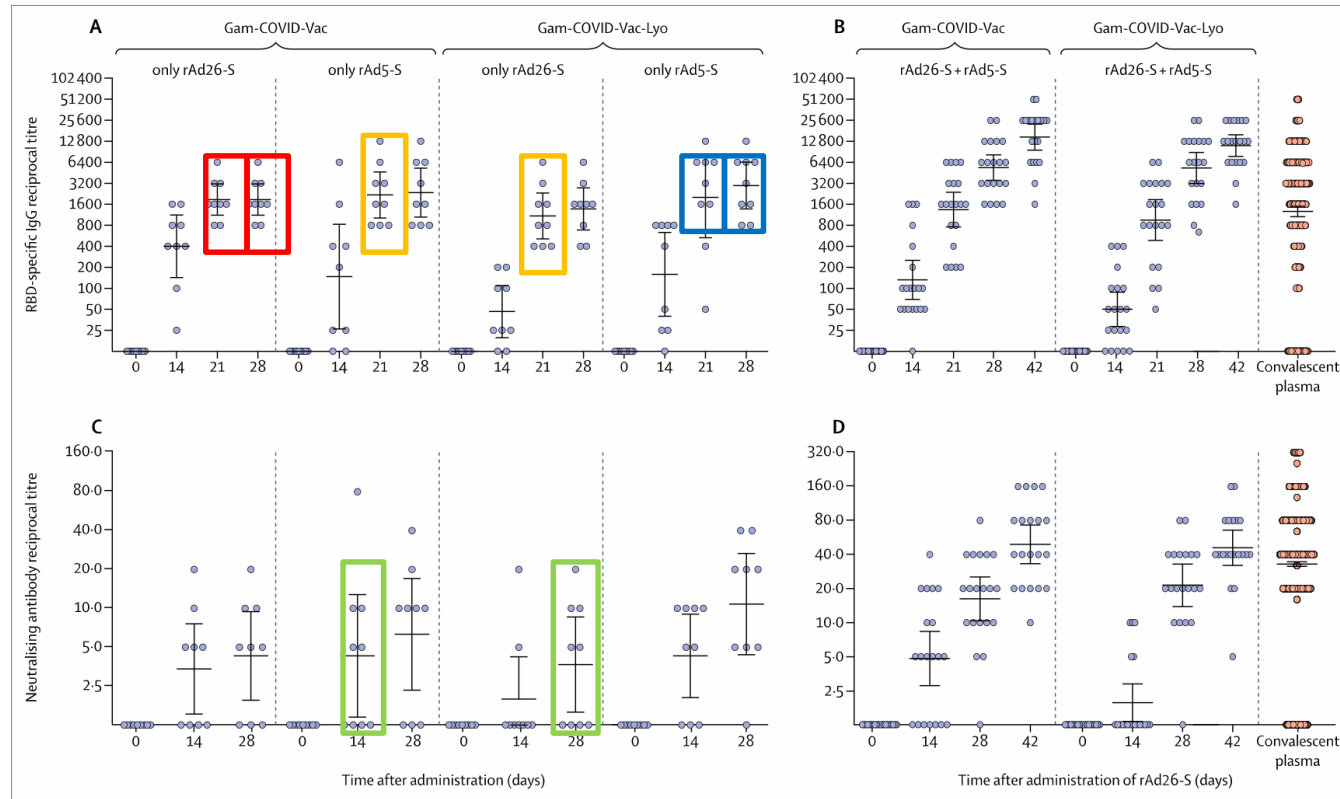 A
Gam-COVID-Vac
Gam-COVID-Vac-Lyo
only rAd26-S
only rAd5-S
only rAd26-S
only rAd5-S
RBD-specific IgG reciprocal titre
102 400
51 200
25 600
12 800
6400
3200
1600
800
400
200
100
50
25
0 14 21 28 0 14 21 28 0 14 21 28 0 14 21 28
B
Gam-COVID-Vac
Gam-COVID-Vac-Lyo
rAd26-S + rAd5-S
rAd26-S + rAd5-S
102 400
51 200
25 600
12 800
6400
3200
1600
800
400
200
100
50
25
0 14 21 28 42 0 14 21 28 42 Convalescent
plasma
C
Neutralising antibody reciprocal titre
160·0
80·0
40·0
20·0
10·0
5·0
2·5
0 14 28 0 14 28 0 14 28 0 14 28
Time after administration (days)
D
320·0
160·0
80·0
40·0
20·0
10·0
5·0
2·5
0 14 28 42 0 14 28 42 Convalescent
plasma
Time after administration of rAd26-S (days)